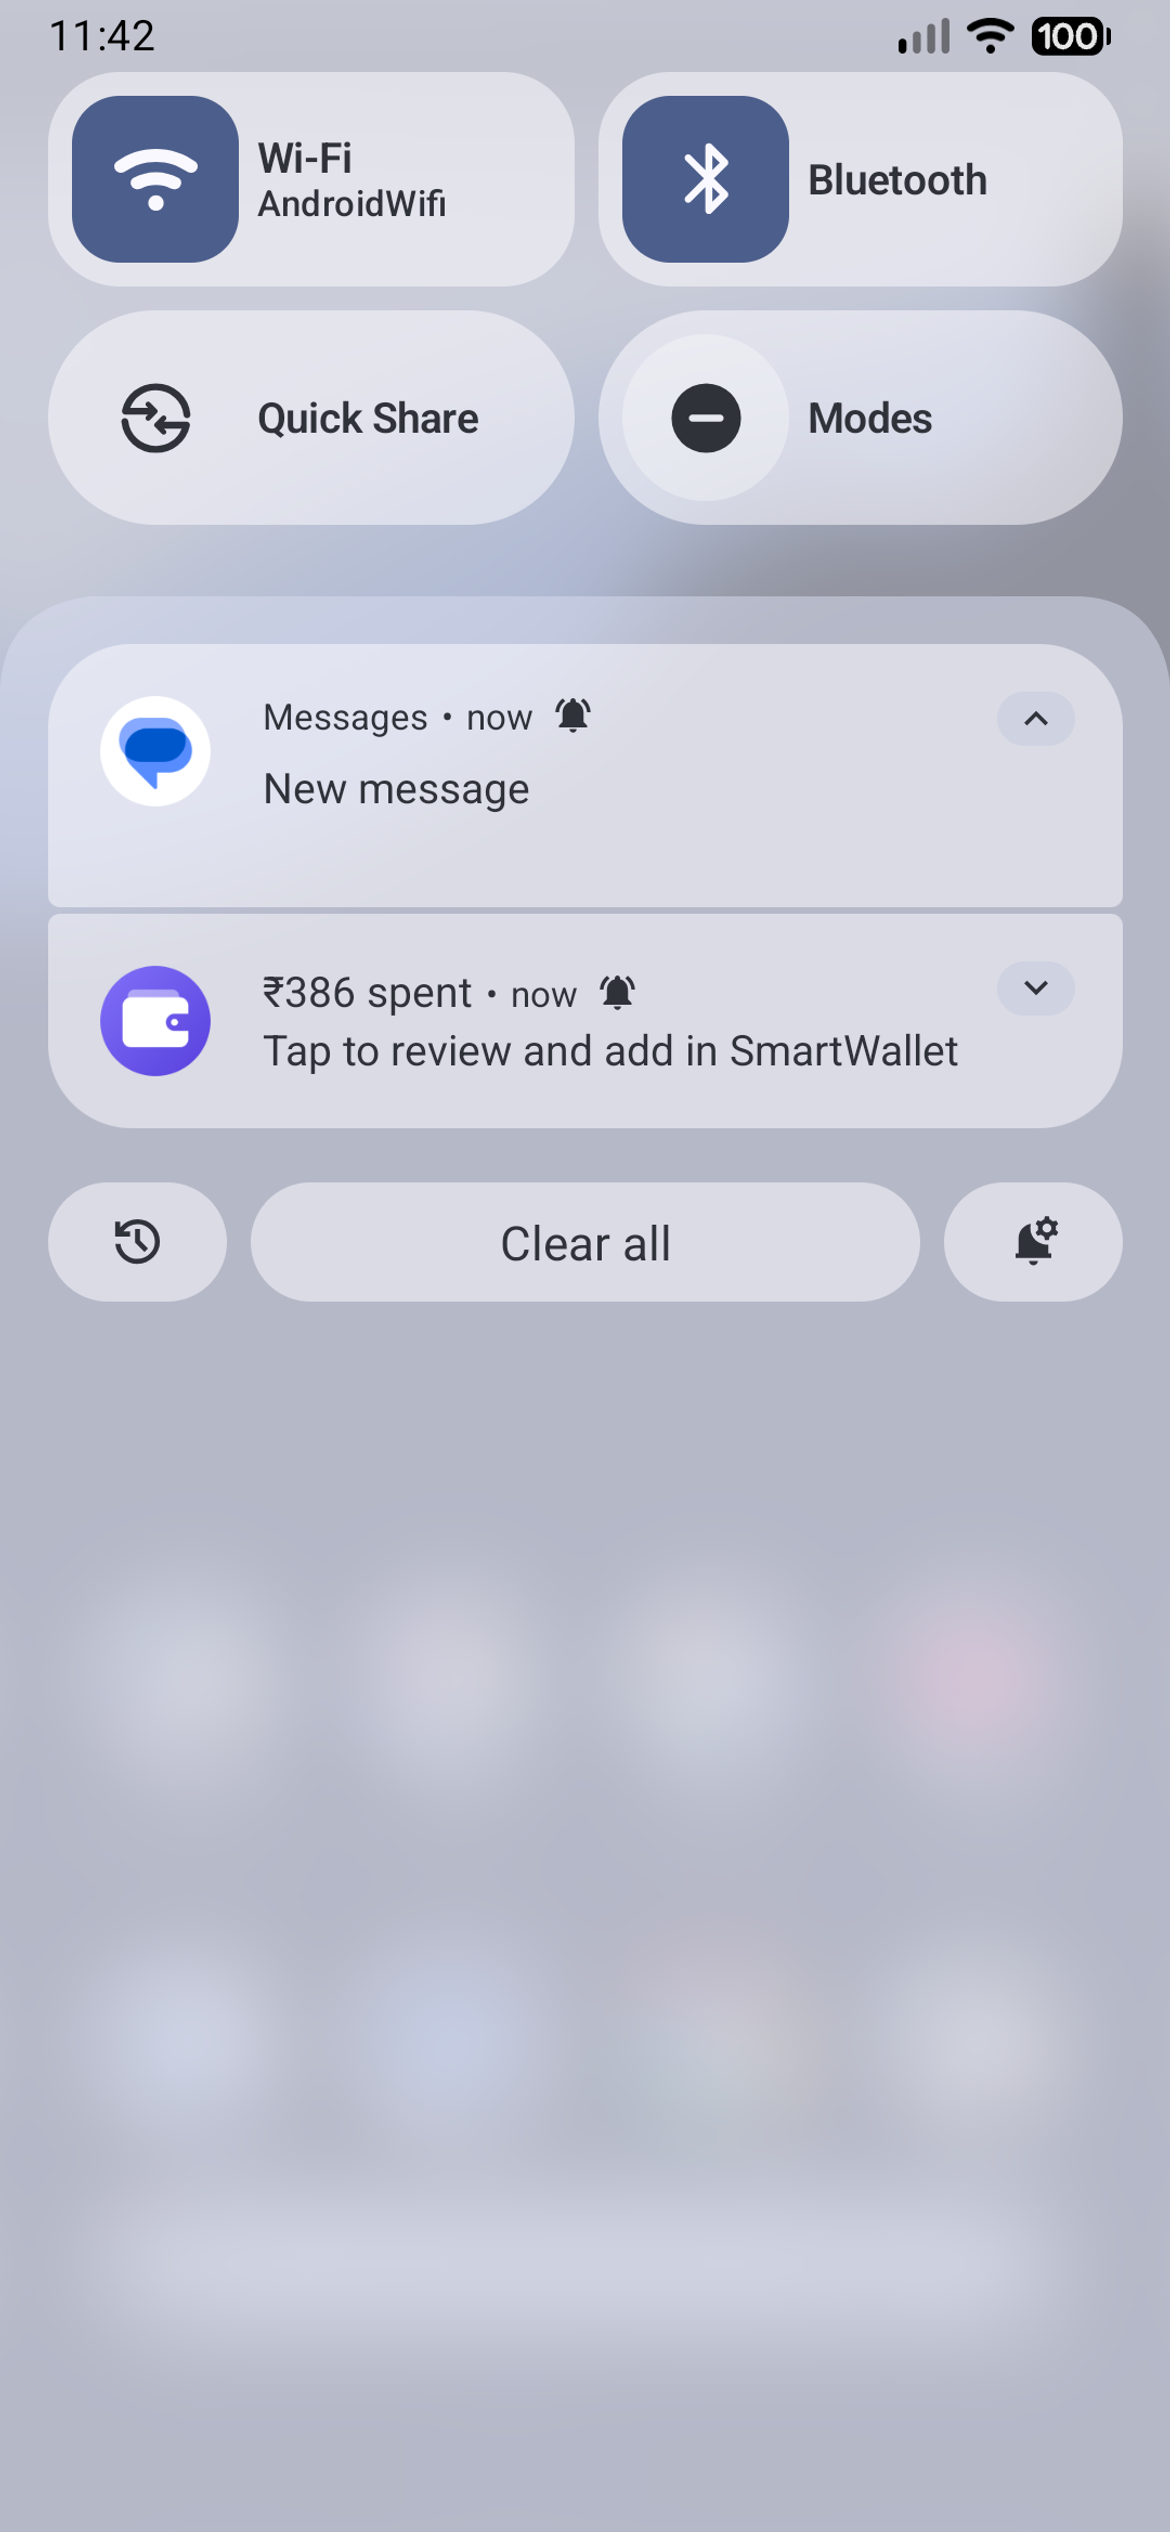 11:42
100
Wi-Fi
AndroidWifi
Bluetooth
Quick Share
Modes
Messages • now
New message
₹386 spent • now
Tap to review and add in SmartWallet
Clear all